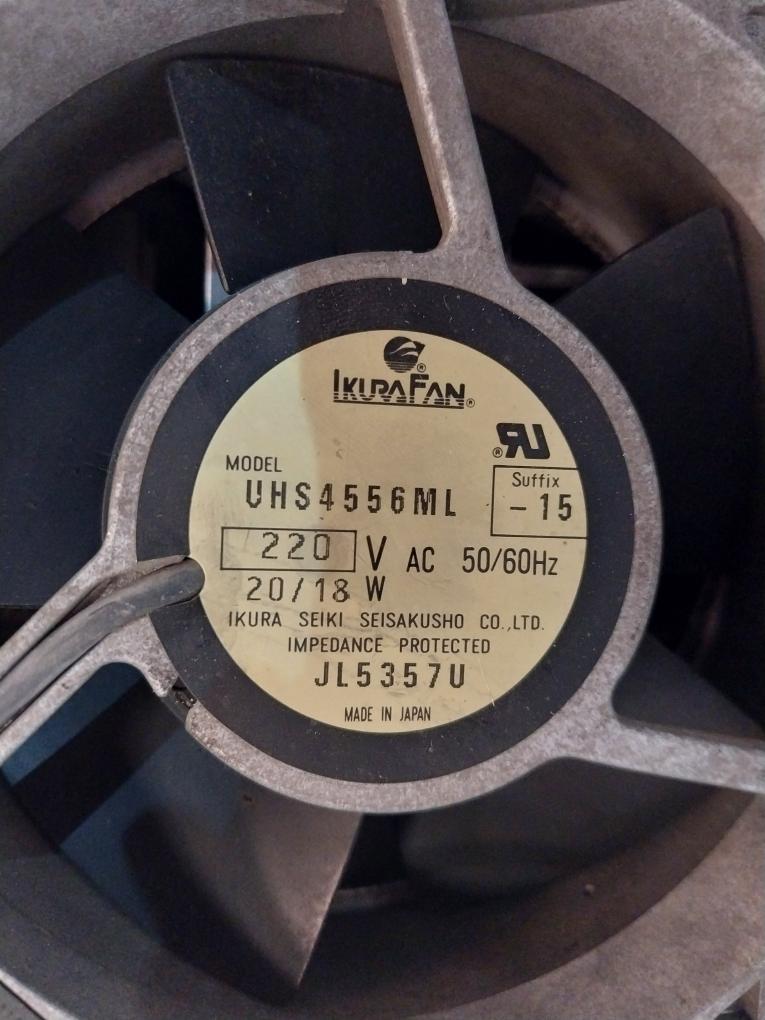 IKURAFAN®
®RU
MODEL
UHS4556ML
Suffix
-15
220 V AC 50/60Hz
20/18 W
IKURA SEIKI SEISAKUSHO CO.,LTD.
IMPEDANCE PROTECTED
JL5357U
MADE IN JAPAN